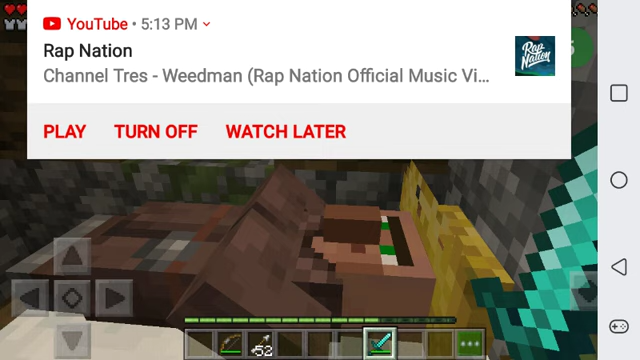 YouTube • 5:13 PM
Rap Nation
Channel Tres - Weedman (Rap Nation Official Music Vi...
Rap Nation
PLAY TURN OFF WATCH LATER
52